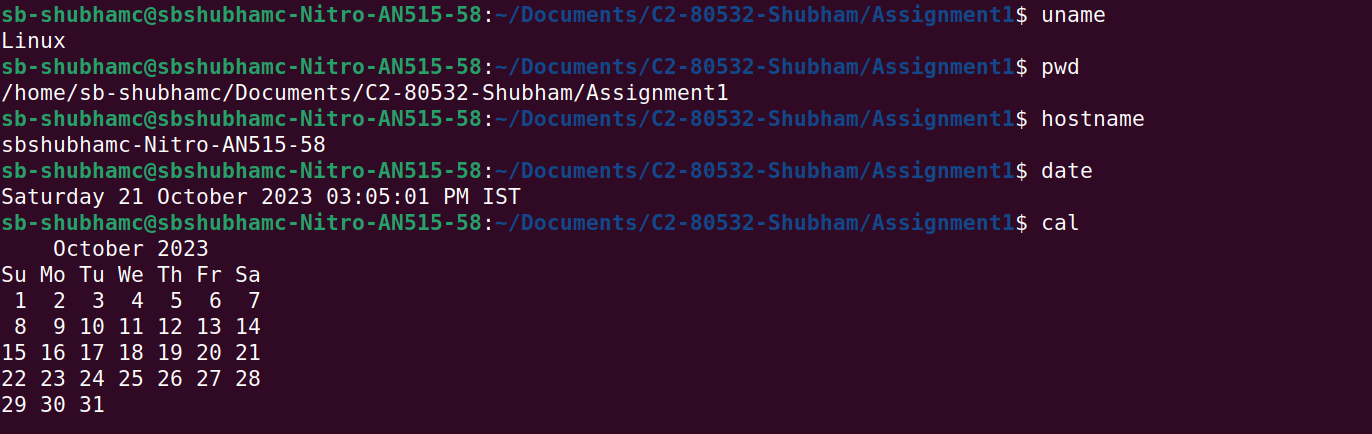 sb-shubhamc@sbshubhamc-Nitro-AN515-58:~/Documents/C2-80532-Shubham/Assignment1$ uname
Linux
sb-shubhamc@sbshubhamc-Nitro-AN515-58:~/Documents/C2-80532-Shubham/Assignment1$ pwd
/home/sb-shubhamc/Documents/C2-80532-Shubham/Assignment1
sb-shubhamc@sbshubhamc-Nitro-AN515-58:~/Documents/C2-80532-Shubham/Assignment1$ hostname
sbshubhamc-Nitro-AN515-58
sb-shubhamc@sbshubhamc-Nitro-AN515-58:~/Documents/C2-80532-Shubham/Assignment1$ date
Saturday 21 October 2023 03:05:01 PM IST
sb-shubhamc@sbshubhamc-Nitro-AN515-58:~/Documents/C2-80532-Shubham/Assignment1$ cal
    October 2023
Su Mo Tu We Th Fr Sa
 1  2  3  4  5  6  7
 8  9 10 11 12 13 14
15 16 17 18 19 20 21
22 23 24 25 26 27 28
29 30 31